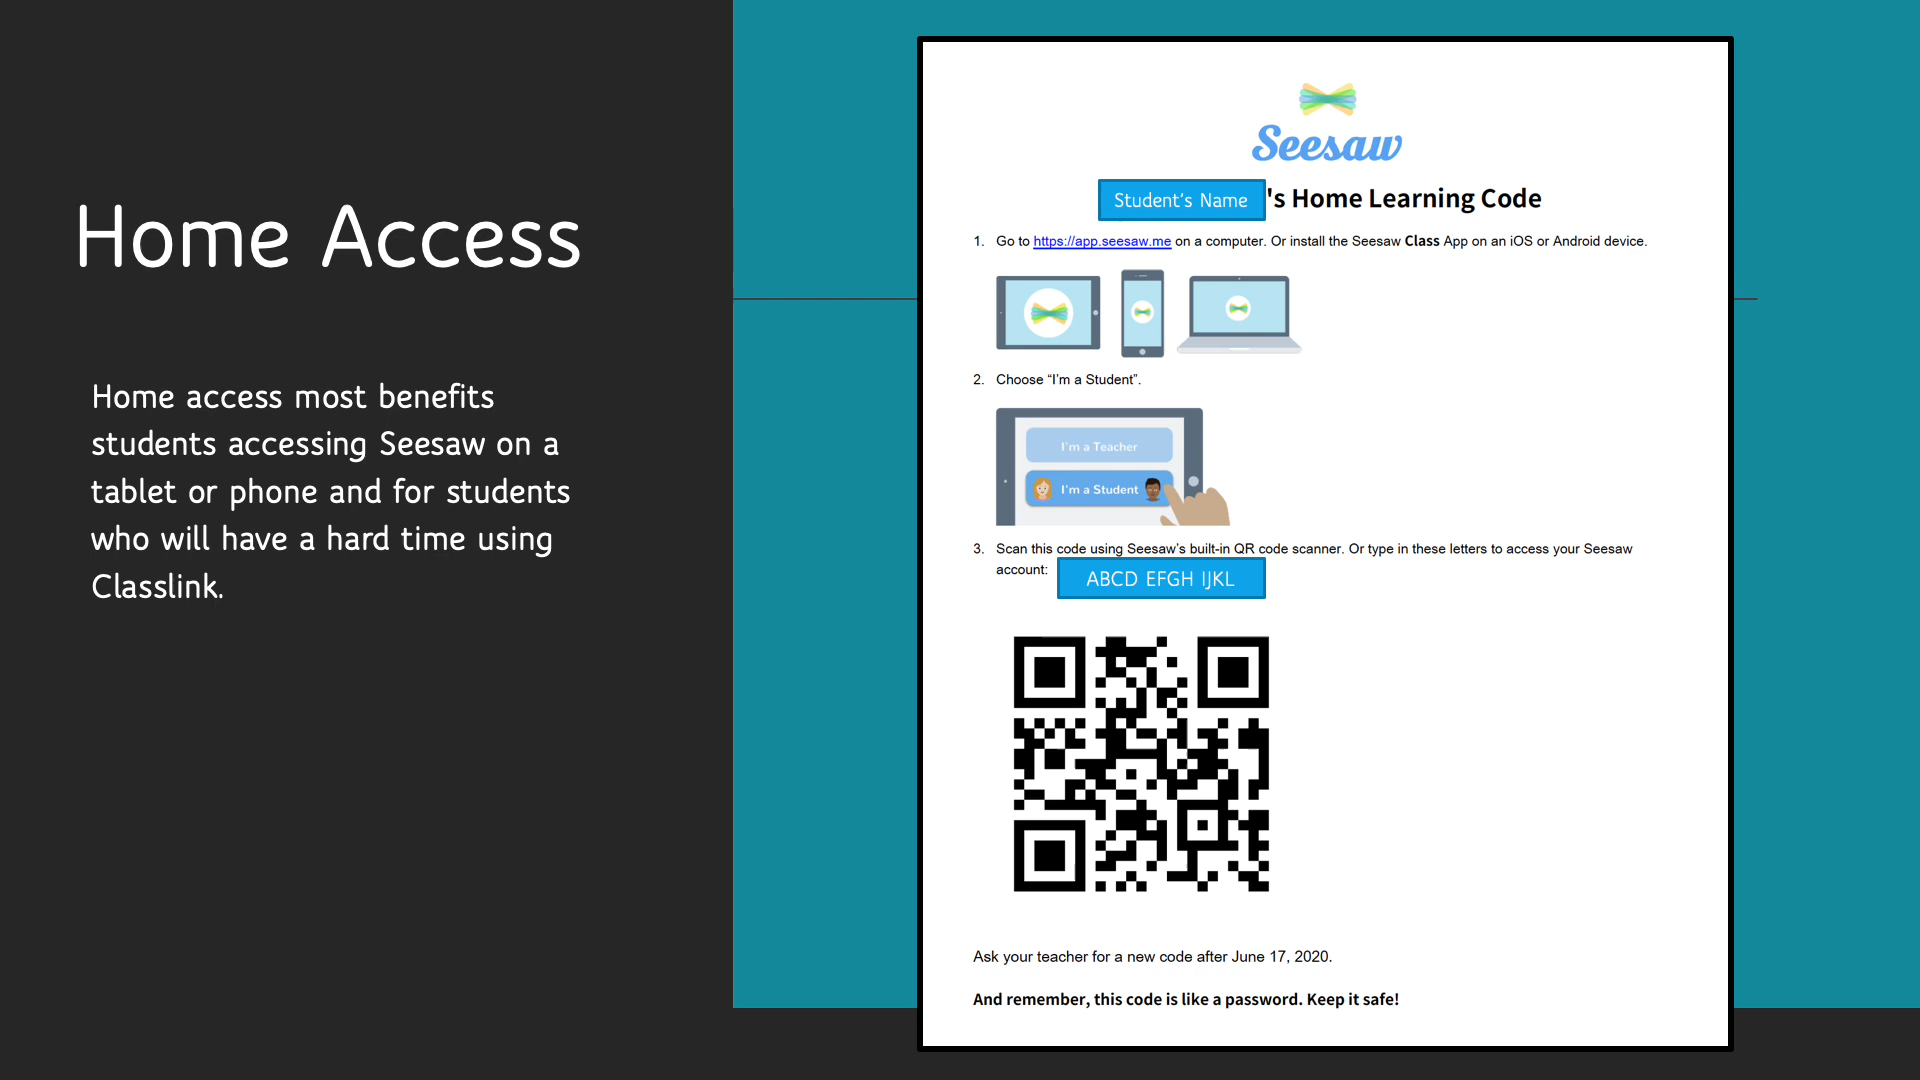 Home Access
Home access most benefits
students accessing Seesaw on a
tablet or phone and for students
who will have a hard time using
Classlink.
Seesaw
Student's Name 's Home Learning Code
1. Go to https://app.seesaw.me on a computer. Or install the Seesaw Class App on an iOS or Android device.
2. Choose “I’m a Student”.
I'm a Teacher
I'm a Student
3. Scan this code using Seesaw’s built-in QR code scanner. Or type in these letters to access your Seesaw
account: ABCD EFGH IJKL
Ask your teacher for a new code after June 17, 2020.
And remember, this code is like a password. Keep it safe!